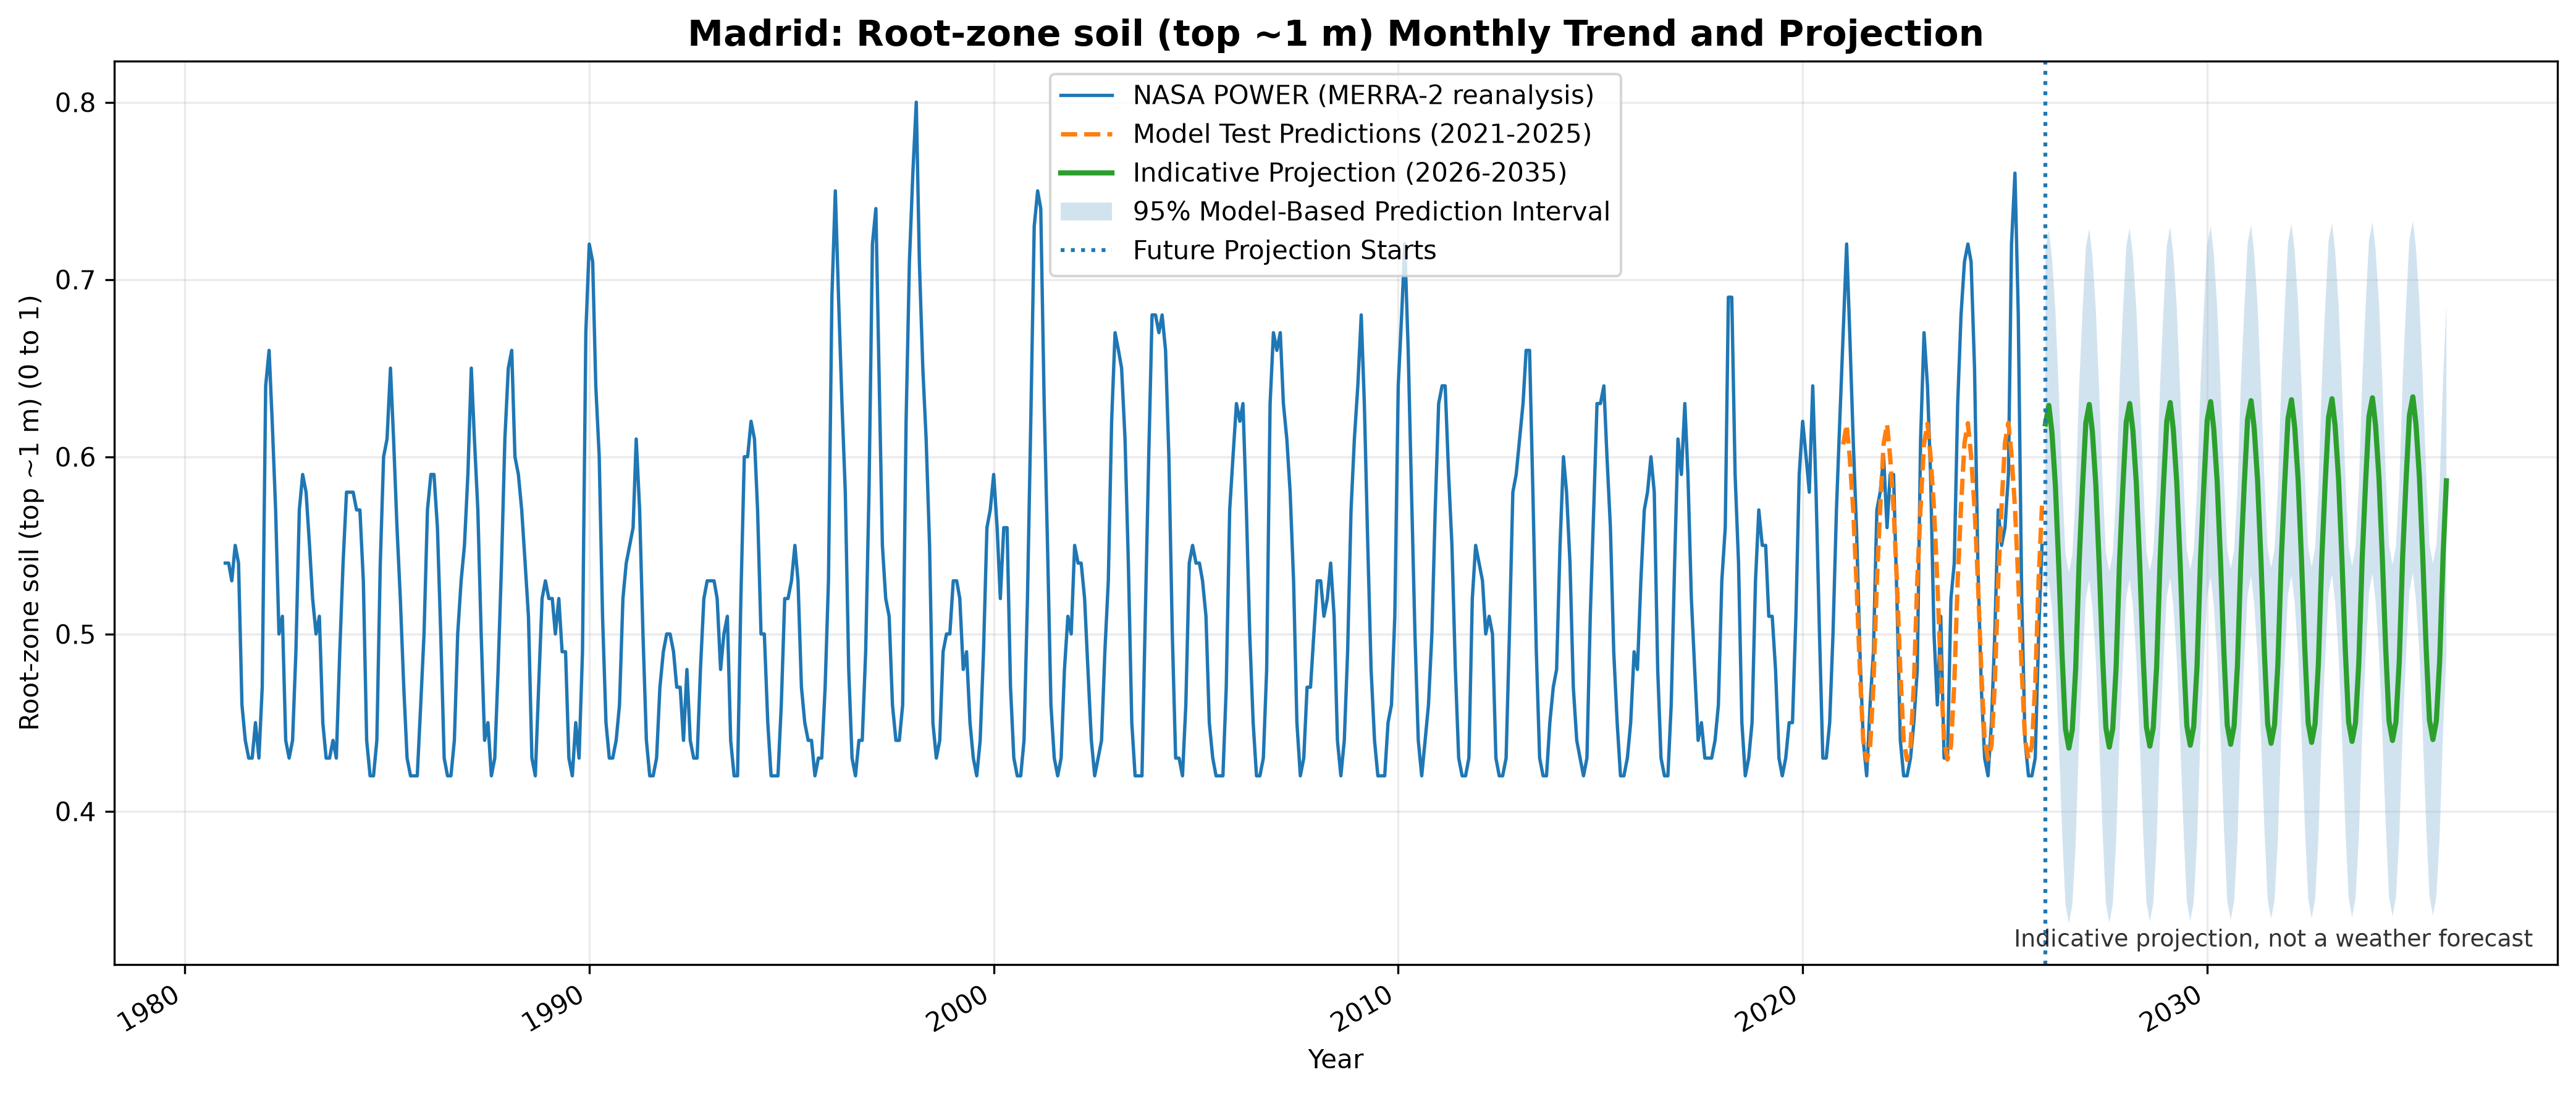 Madrid: Root-zone soil (top ~1 m) Monthly Trend and Projection
Root-zone soil (top ~1 m) (0 to 1)
0.8
0.7
0.6
0.5
0.4
NASA POWER (MERRA-2 reanalysis)
Model Test Predictions (2021-2025)
Indicative Projection (2026-2035)
95% Model-Based Prediction Interval
Future Projection Starts
Indicative projection, not a weather forecast
1980
1990
2000
2010
2020
2030
Year